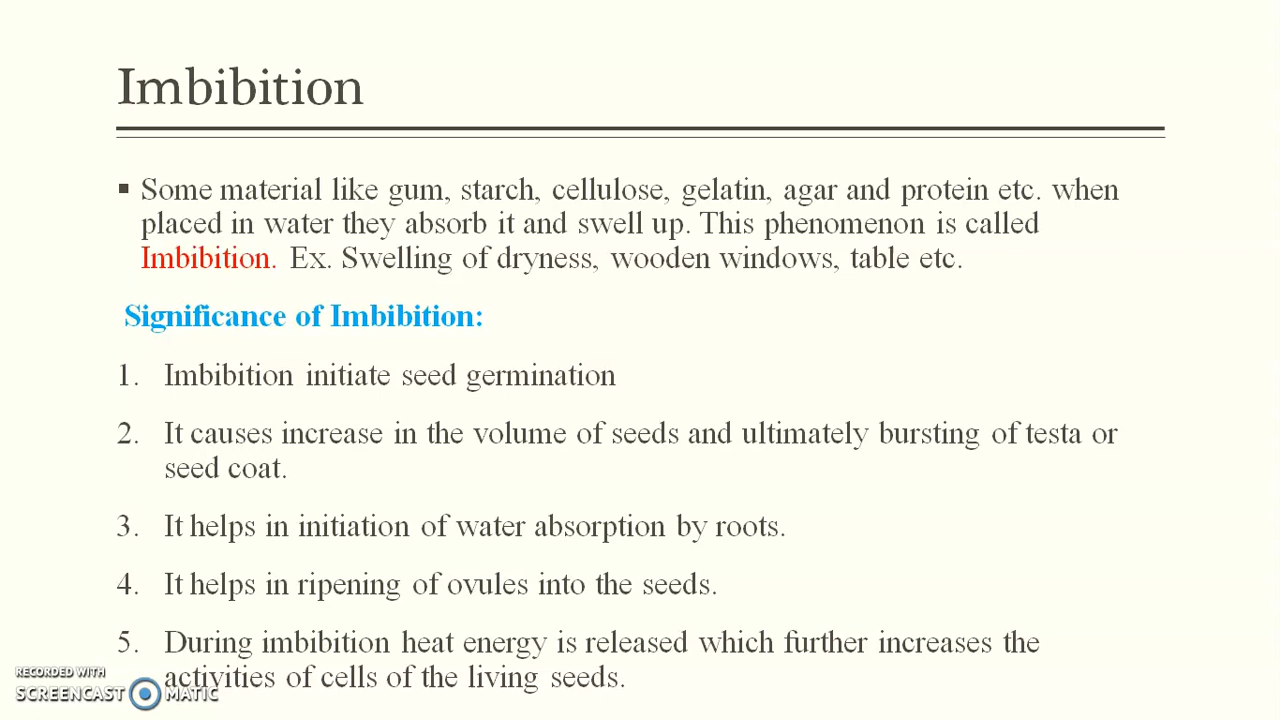 Imbibition
▪ Some material like gum, starch, cellulose, gelatin, agar and protein etc. when
placed in water they absorb it and swell up. This phenomenon is called
Imbibition. Ex. Swelling of dryness, wooden windows, table etc.
Significance of Imbibition:
1. Imbibition initiate seed germination
2. It causes increase in the volume of seeds and ultimately bursting of testa or
seed coat.
3. It helps in initiation of water absorption by roots.
4. It helps in ripening of ovules into the seeds.
5. During imbibition heat energy is released which further increases the
activities of cells of the living seeds.
RECORDED WITH
SCREENCAST MATIC